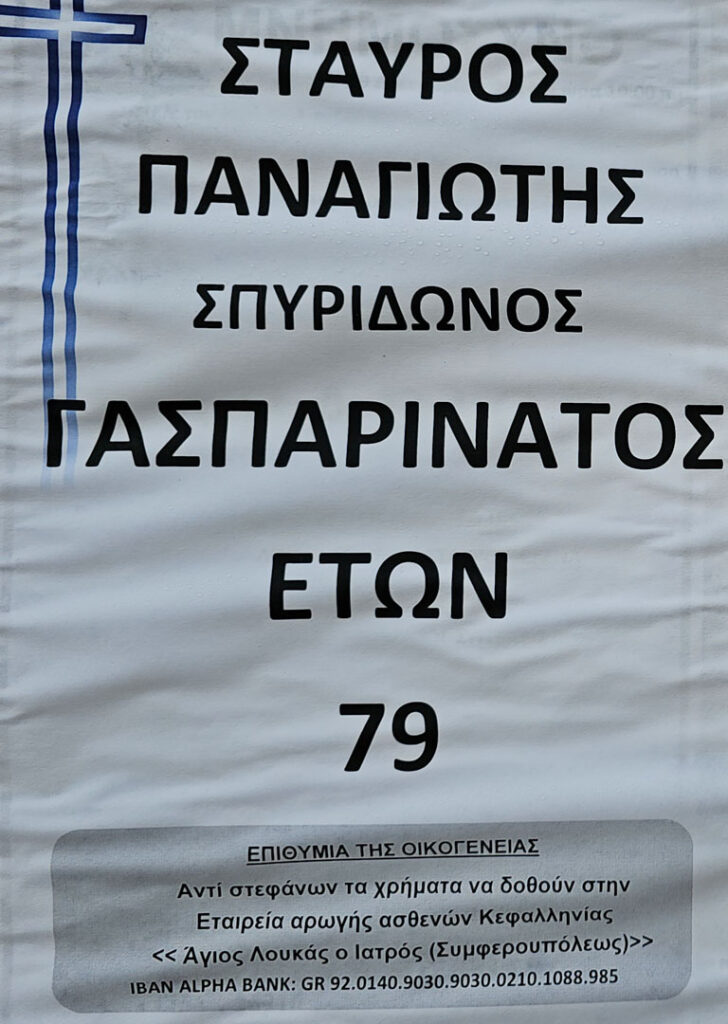 ΣΤΑΥΡΟΣ
ΠΑΝΑΓΙΩΤΗΣ
ΣΠΥΡΙΔΩΝΟΣ
ΓΑΣΠΑΡΙΝΑΤΟΣ
ΕΤΩΝ
79
ΕΠΙΘΥΜΙΑ ΤΗΣ ΟΙΚΟΓΕΝΕΙΑΣ
Αντί στεφάνων τα χρήματα να δοθούν στην
Εταιρεία αρωγής ασθενών Κεφαλληνίας
<< Άγιος Λουκάς ο Ιατρός (Συμφερουπόλεως)>>
IBAN ALPHA BANK: GR 92.0140.9030.9030.0210.1088.985